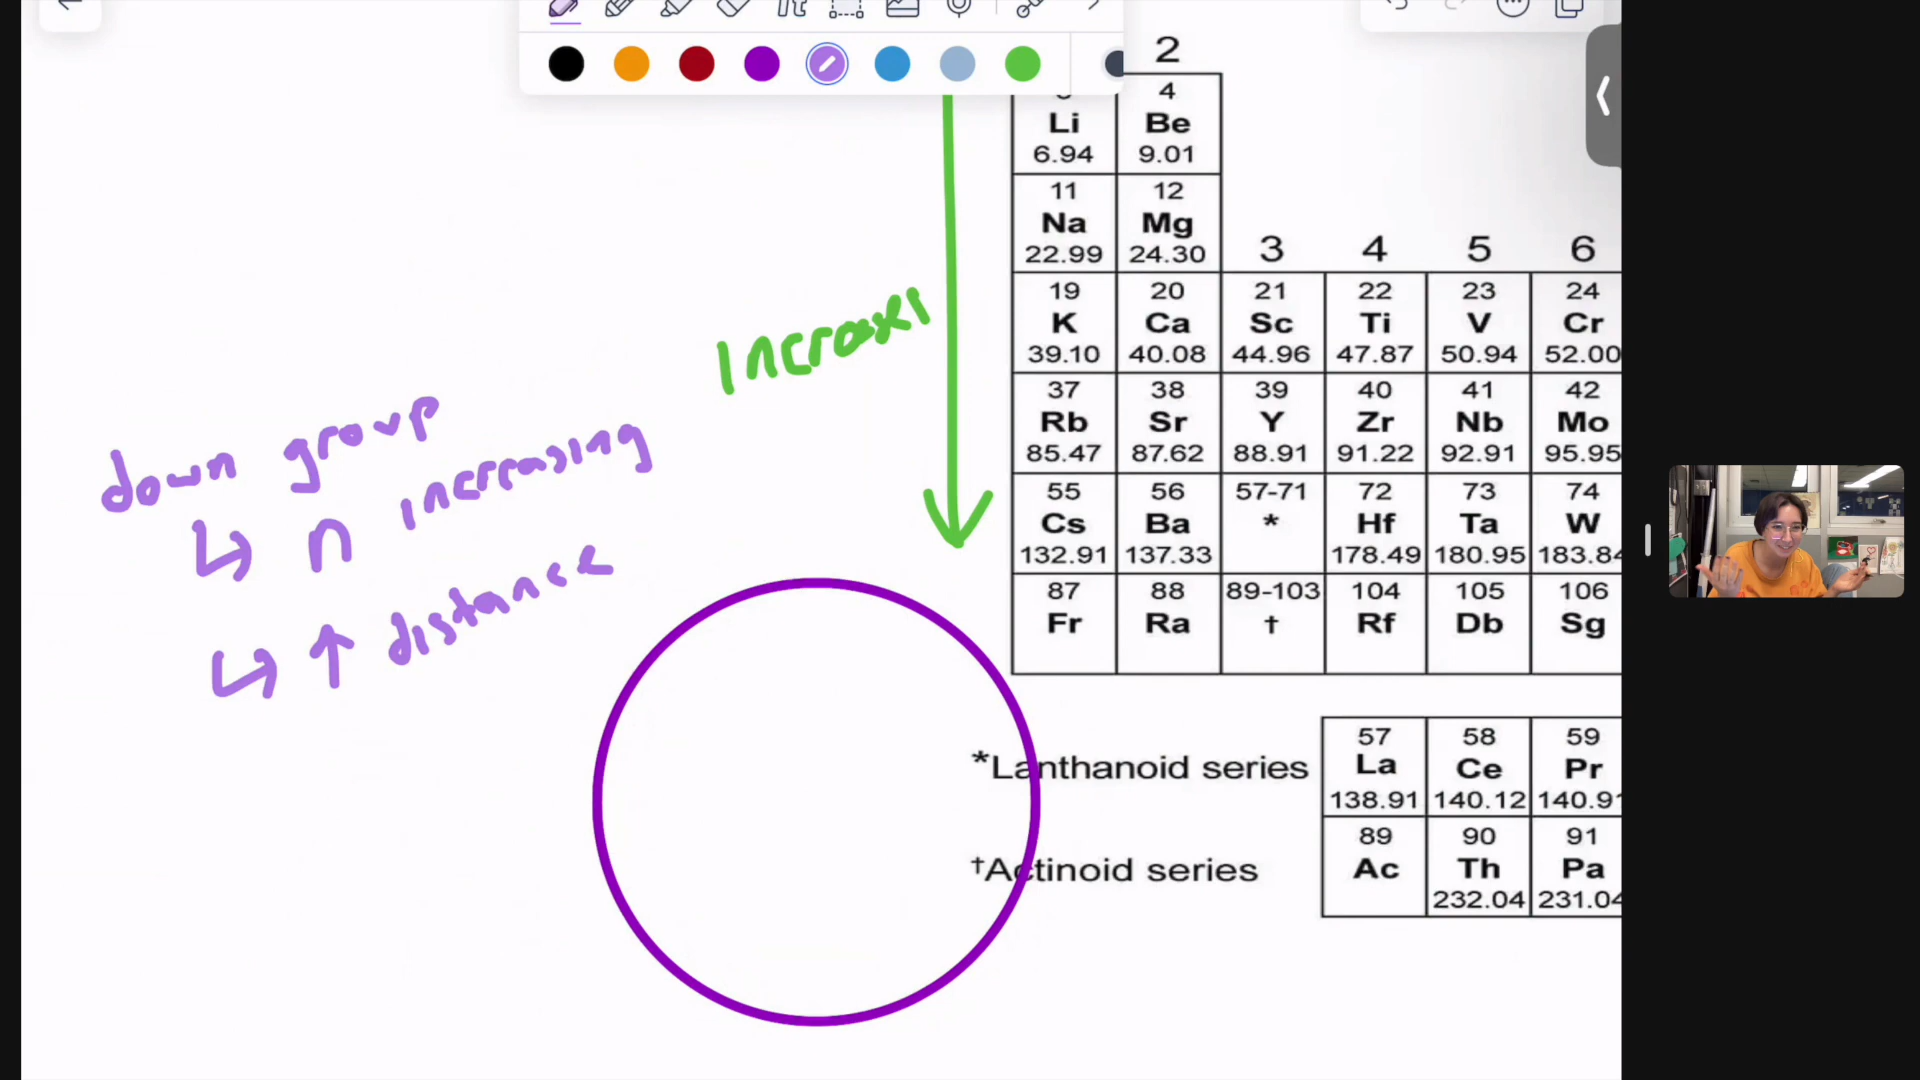 2
4
Li Be
6.94 9.01
11 12
Na Mg
22.99 24.30
3 4 5 6
19 20 21 22 23 24
K Ca Sc Ti V Cr
39.10 40.08 44.96 47.87 50.94 52.00
37 38 39 40 41 42
Rb Sr Y Zr Nb Mo
85.47 87.62 88.91 91.22 92.91 95.95
55 56 57-71 72 73 74
Cs Ba * Hf Ta W
132.91 137.33 178.49 180.95 183.84
87 88 89-103 104 105 106
Fr Ra † Rf Db Sg
Increases
down group
↳ n increasing
↳ ↑ distance
57 58 59
*Lanthanoid series La Ce Pr
138.91 140.12 140.91
89 90 91
†Actinoid series Ac Th Pa
232.04 231.04